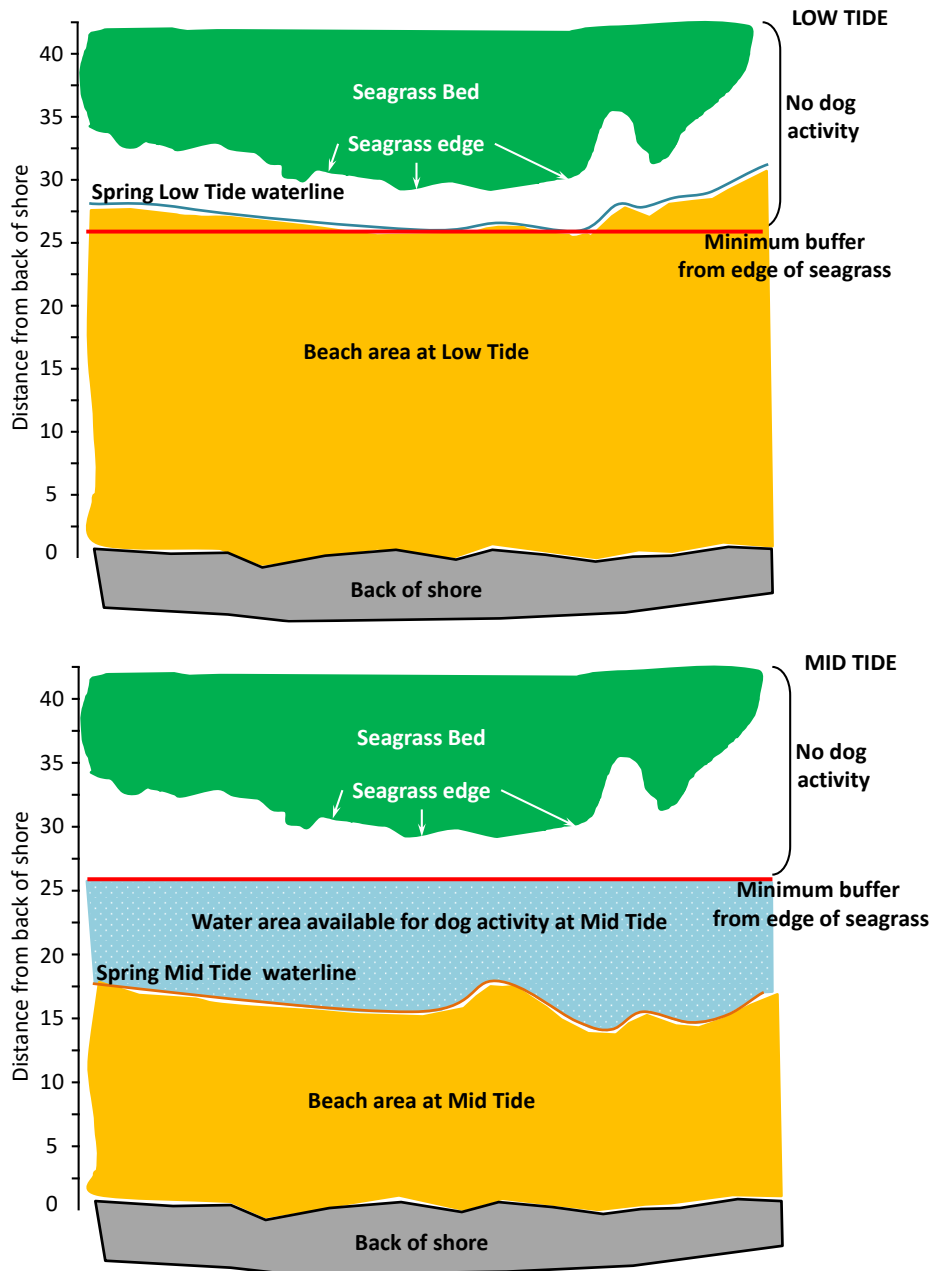 LOW TIDE
40
Seagrass Bed
No dog
activity
35
Seagrass edge
30
Spring Low Tide waterline
25
Minimum buffer
from edge of seagrass
20
Distance from back of shore
Beach area at Low Tide
15
10
5
0
Back of shore
MID TIDE
40
Seagrass Bed
No dog
activity
35
Seagrass edge
30
25
Minimum buffer
from edge of seagrass
Water area available for dog activity at Mid Tide
20
Spring Mid Tide waterline
Distance from back of shore
15
10
Beach area at Mid Tide
5
0
Back of shore